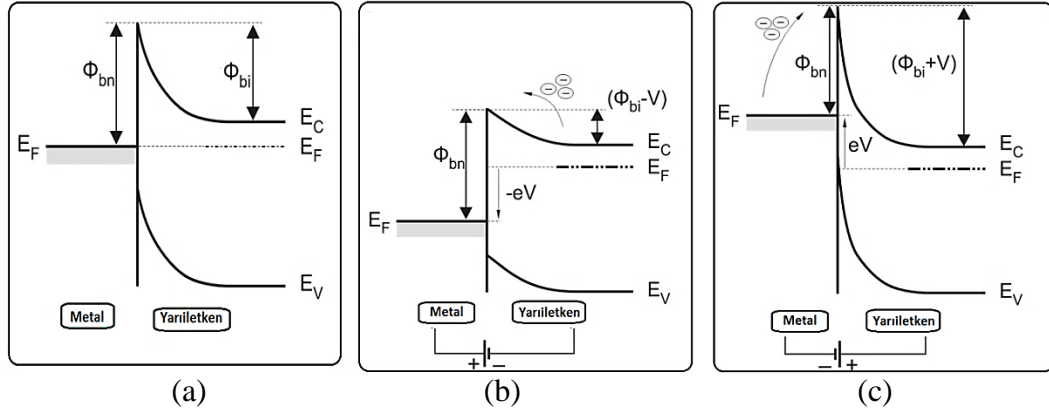 Φbn
Φbi
EC
EF
EF
EV
Metal
Yarıiletken
(a)
(Φbi-V)
EC
Φbn
EF
-eV
EF
EV
Metal
Yarıiletken
+ −
(b)
Φbn
(Φbi+V)
EF
EC
eV
EF
EV
Metal
Yarıiletken
− +
(c)